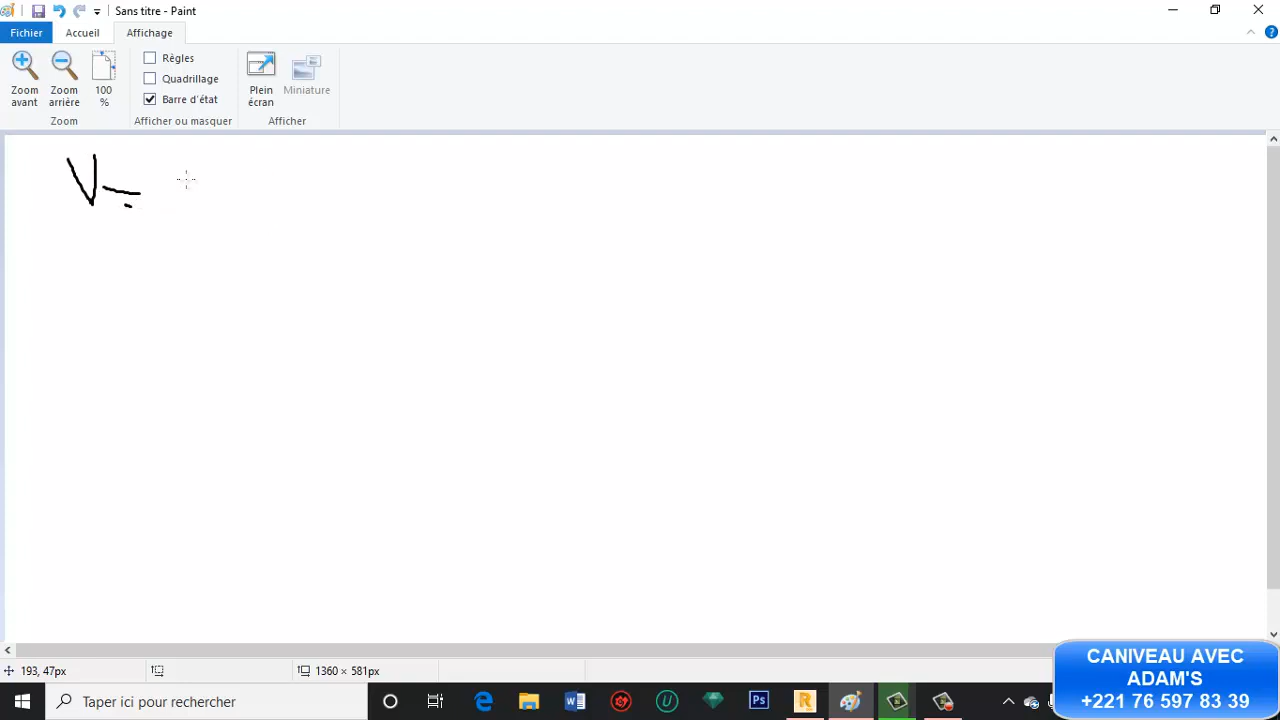 Sans titre - Paint
Fichier Accueil Affichage
Zoom avant
Zoom arrière
100 %
Zoom
Règles
Quadrillage
Barre d'état
Afficher ou masquer
Plein écran
Miniature
Afficher
V=
193, 47px
1360 × 581px
CANIVEAU AVEC
ADAM'S
+221 76 597 83 39
Taper ici pour rechercher